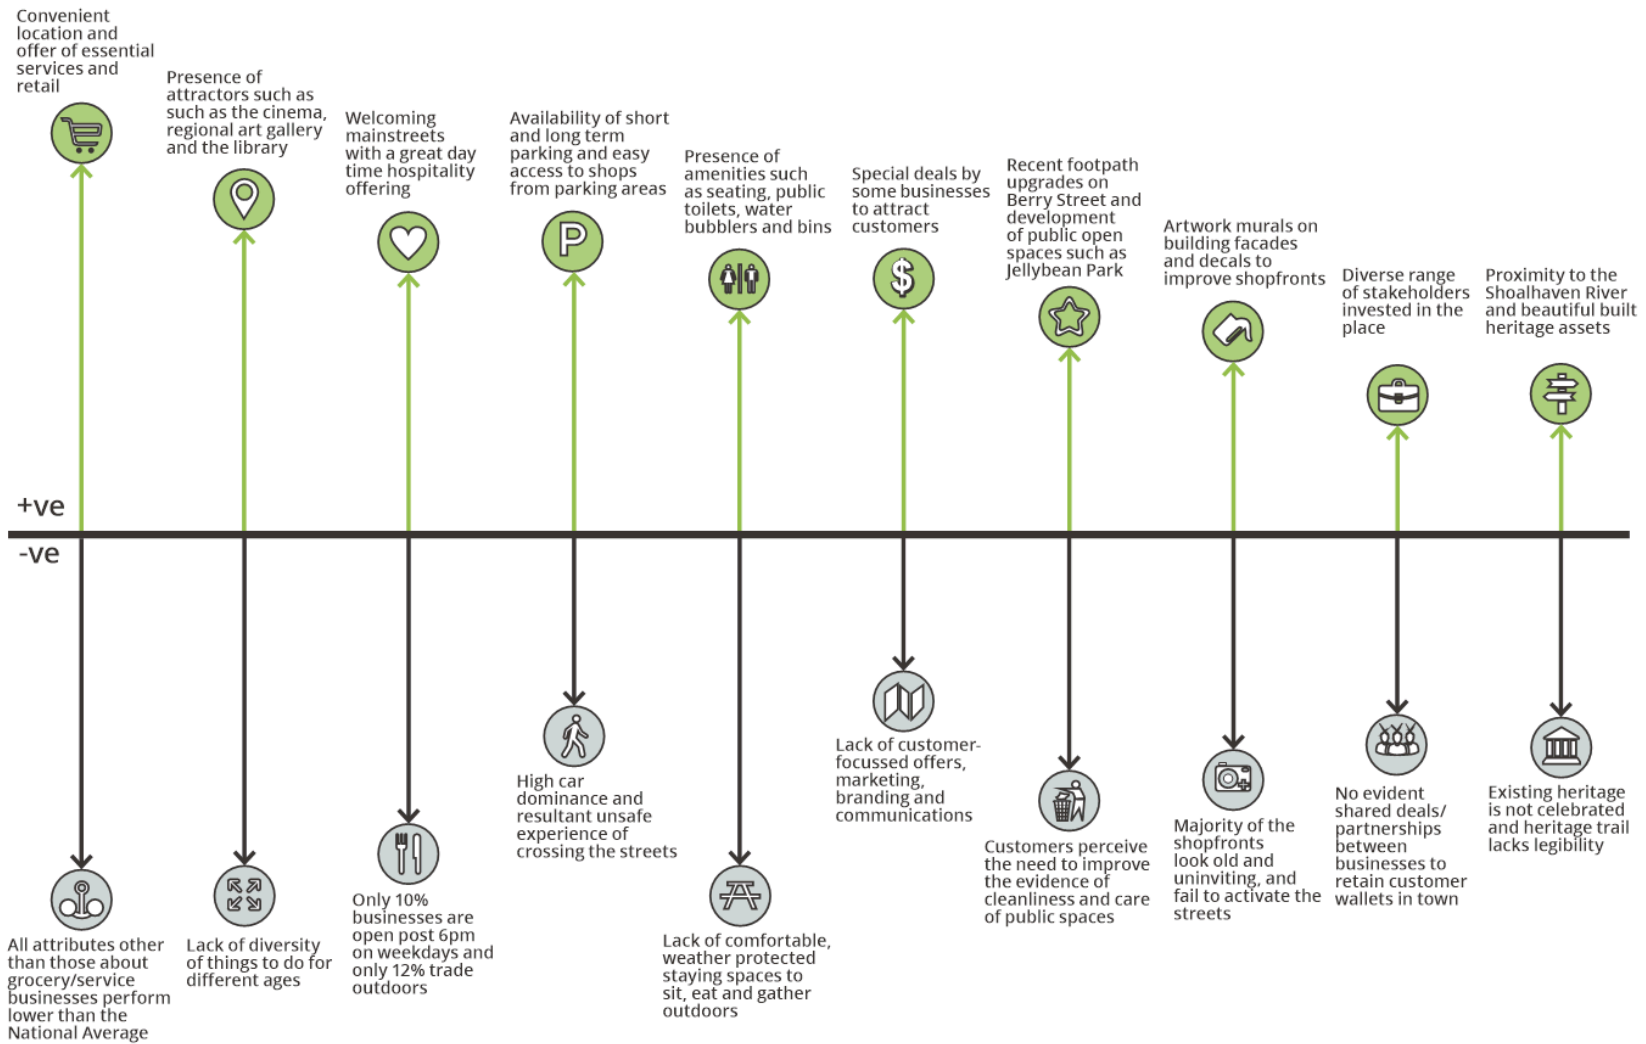 Convenient
location and
offer of essential
services and
retail
Presence of
attractors such as
such as the cinema,
regional art gallery
and the library
Welcoming
mainstreets
with a great day
time hospitality
offering
Availability of short
and long term
parking and easy
access to shops
from parking areas
Presence of
amenities such
as seating, public
toilets, water
bubblers and bins
Special deals by
some businesses
to attract
customers
Recent footpath
upgrades on
Berry Street and
development
of public open
spaces such as
Jellybean Park
Artwork murals on
building facades
and decals to
improve shopfronts
Diverse range
of stakeholders
invested in the
place
Proximity to the
Shoalhaven River
and beautiful built
heritage assets
P
$
+ve
-ve
All attributes other
than those about
grocery/service
businesses perform
lower than the
National Average
Lack of diversity
of things to do for
different ages
Only 10%
businesses are
open post 6pm
on weekdays and
only 12% trade
outdoors
High car
dominance and
resultant unsafe
experience of
crossing the streets
Lack of comfortable,
weather protected
staying spaces to
sit, eat and gather
outdoors
Lack of customer-
focussed offers,
marketing,
branding and
communications
Customers perceive
the need to improve
the evidence of
cleanliness and care
of public spaces
Majority of the
shopfronts
look old and
uninviting, and
fail to activate the
streets
No evident
shared deals/
partnerships
between
businesses to
retain customer
wallets in town
Existing heritage
is not celebrated
and heritage trail
lacks legibility